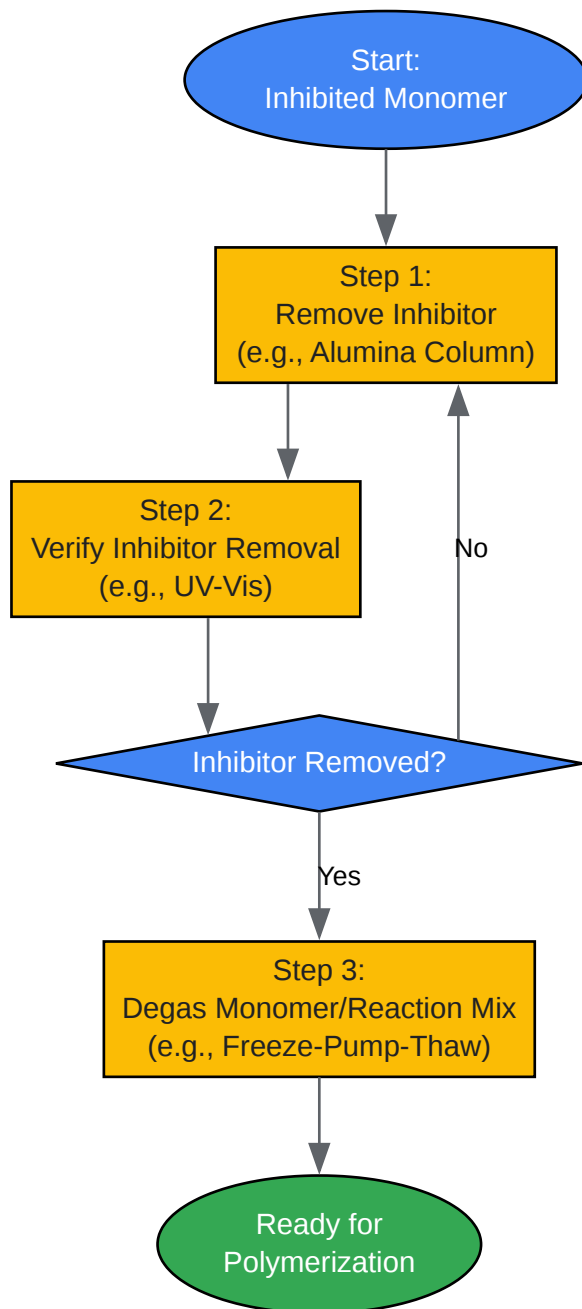 Start:
Inhibited Monomer
Step 1:
Remove Inhibitor
(e.g., Alumina Column)
Step 2:
Verify Inhibitor Removal
(e.g., UV-Vis)
No
Inhibitor Removed?
Yes
Step 3:
Degas Monomer/Reaction Mix
(e.g., Freeze-Pump-Thaw)
Ready for
Polymerization